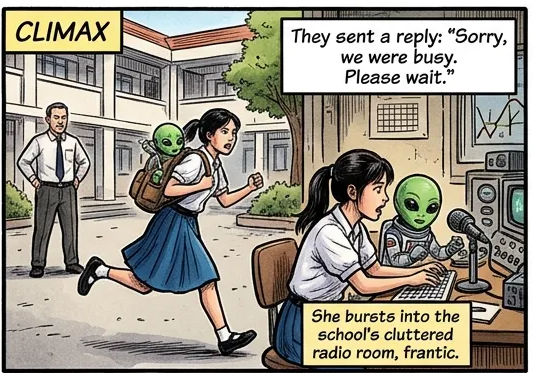 CLIMAX
They sent a reply: “Sorry,
we were busy.
Please wait.”
She bursts into the
school's cluttered
radio room, frantic.